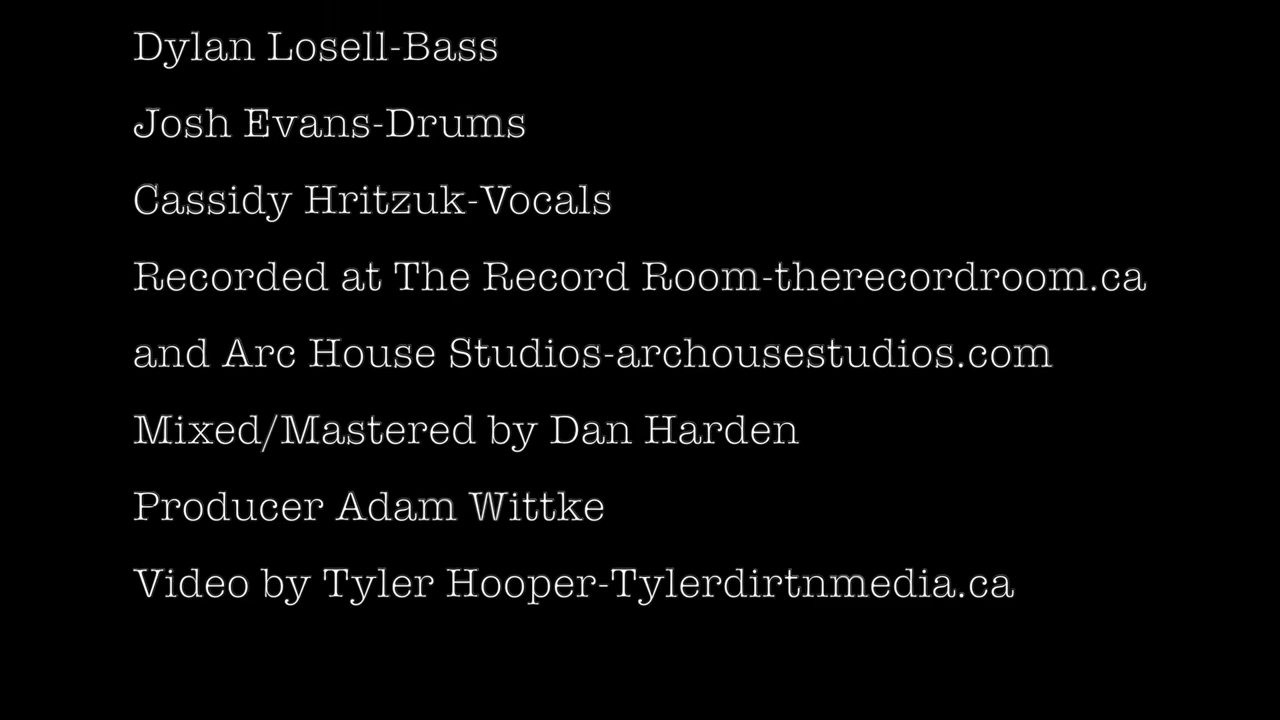 Dylan Losell-Bass
Josh Evans-Drums
Cassidy Hritzuk-Vocals
Recorded at The Record Room-therecordroom.ca
and Arc House Studios-archousestudios.com
Mixed/Mastered by Dan Harden
Producer Adam Wittke
Video by Tyler Hooper-Tylerdirtnmedia.ca